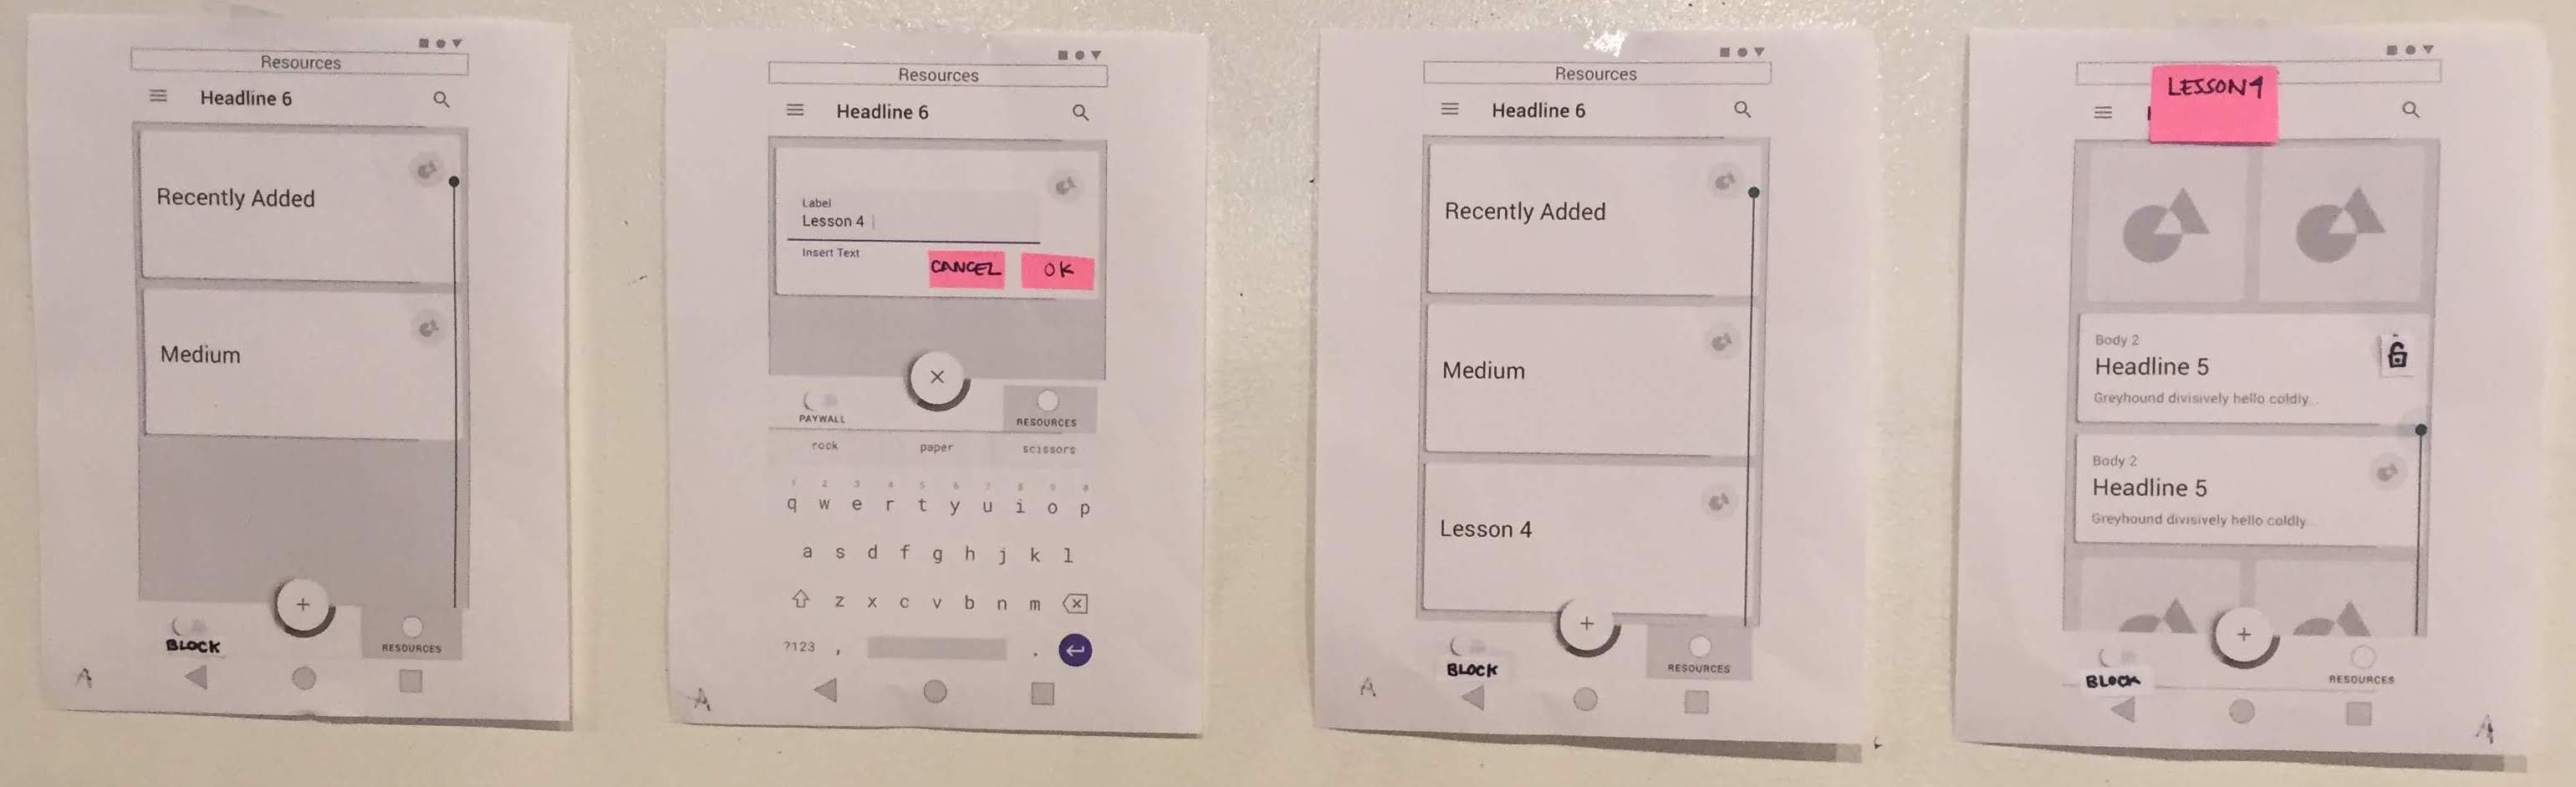 Resources
Headline 6
Recently Added
Medium
BLOCK
RESOURCES
A
Resources
Headline 6
Label
Lesson 4
Insert Text
CANCEL OK
PAYWALL
RESOURCES
rock paper scissors
1 2 3 4 5 6 7 8 9 0
q w e r t y u i o p
a s d f g h j k l
z x c v b n m
?123 , .
A
Resources
Headline 6
Recently Added
Medium
Lesson 4
BLOCK
RESOURCES
A
LESSON 4
Body 2
Headline 5
Greyhound divisively hello coldly...
Body 2
Headline 5
Greyhound divisively hello coldly
BLOCK
RESOURCES
A